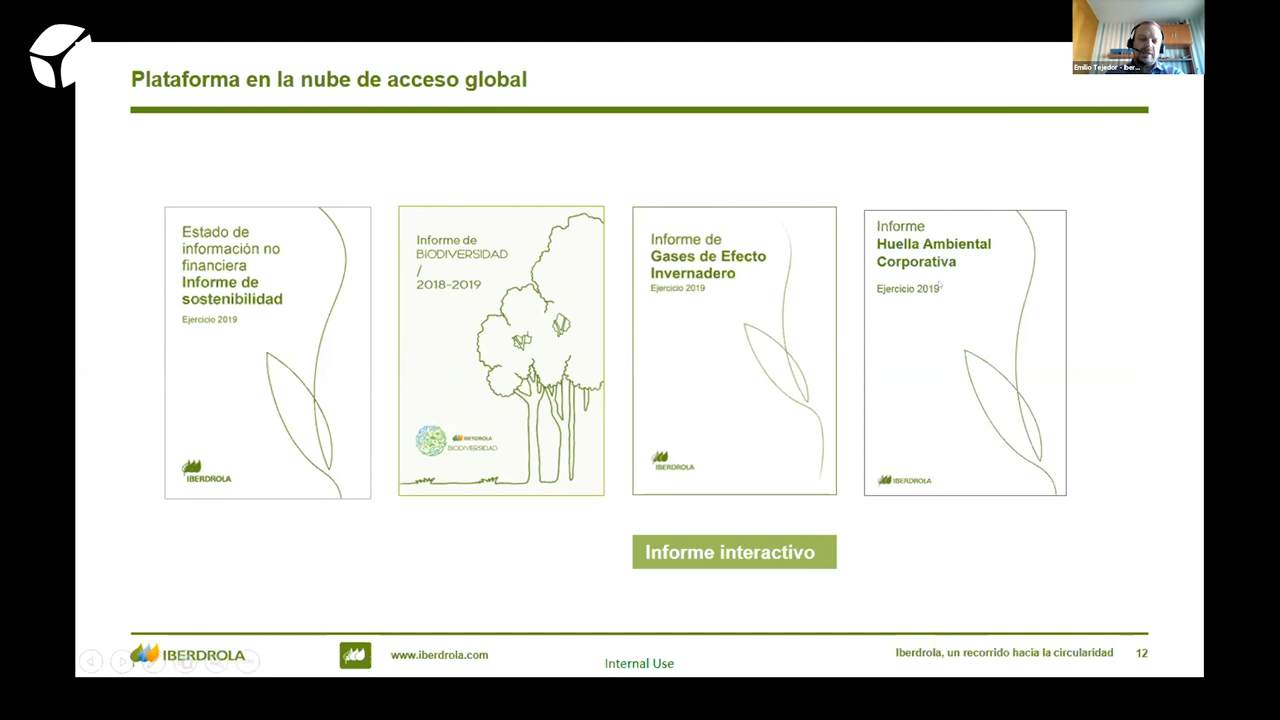 Emilio Tejedor - Iber...
Plataforma en la nube de acceso global
Estado de
información no
financiera
Informe de
sostenibilidad
Ejercicio 2019
IBERDROLA
Informe de
BIODIVERSIDAD
/
2018-2019
IBERDROLA
BIODIVERSIDAD
Informe de
Gases de Efecto
Invernadero
Ejercicio 2019
IBERDROLA
Informe
Huella Ambiental
Corporativa
Ejercicio 2019
IBERDROLA
Informe interactivo
IBERDROLA
www.iberdrola.com
Internal Use
Iberdrola, un recorrido hacia la circularidad 12